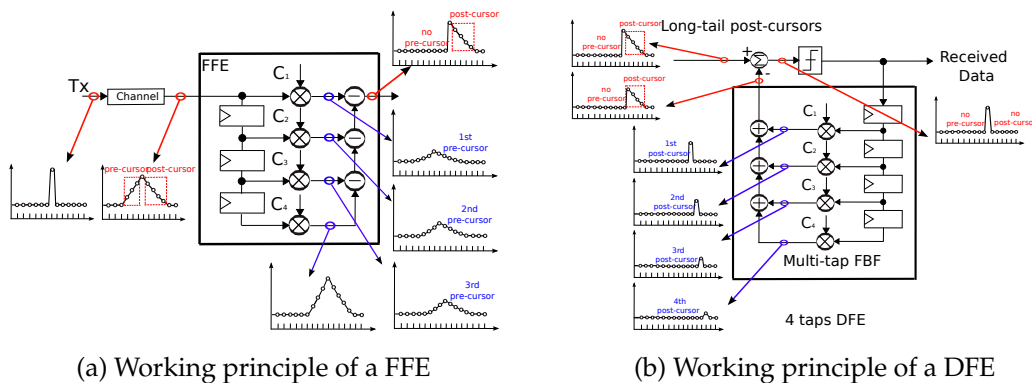 post-cursor
no
pre-cursor
FFE
C1
Tx
Channel
C2
C3
C4
pre-cursor
post-cursor
1st
pre-cursor
2nd
pre-cursor
3rd
pre-cursor
(a) Working principle of a FFE
Long-tail post-cursors
no
pre-cursor
post-cursor
no
pre-cursor
post-cursor
+
Σ
-
Received
Data
no
pre-cursor
no
post-cursor
C1
C2
C3
C4
1st
post-cursor
2nd
post-cursor
3rd
post-cursor
4th
post-cursor
Multi-tap FBF
4 taps DFE
(b) Working principle of a DFE